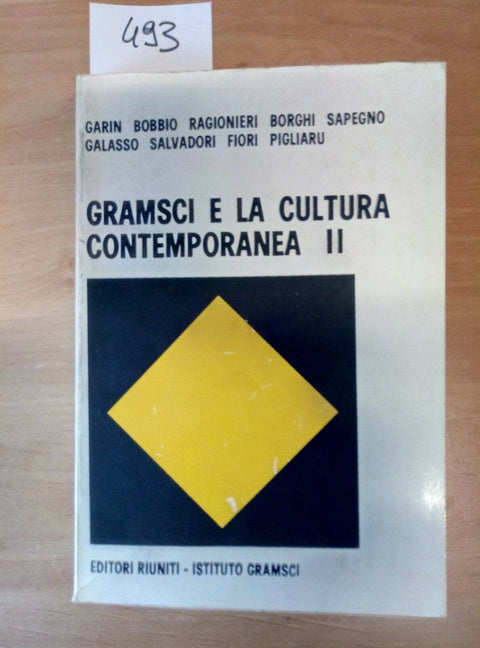 493
GARIN BOBBIO RAGIONIERI BORGHI SAPEGNO
GALASSO SALVADORI FIORI PIGLIARU
GRAMSCI E LA CULTURA
CONTEMPORANEA II
EDITORI RIUNITI - ISTITUTO GRAMSCI